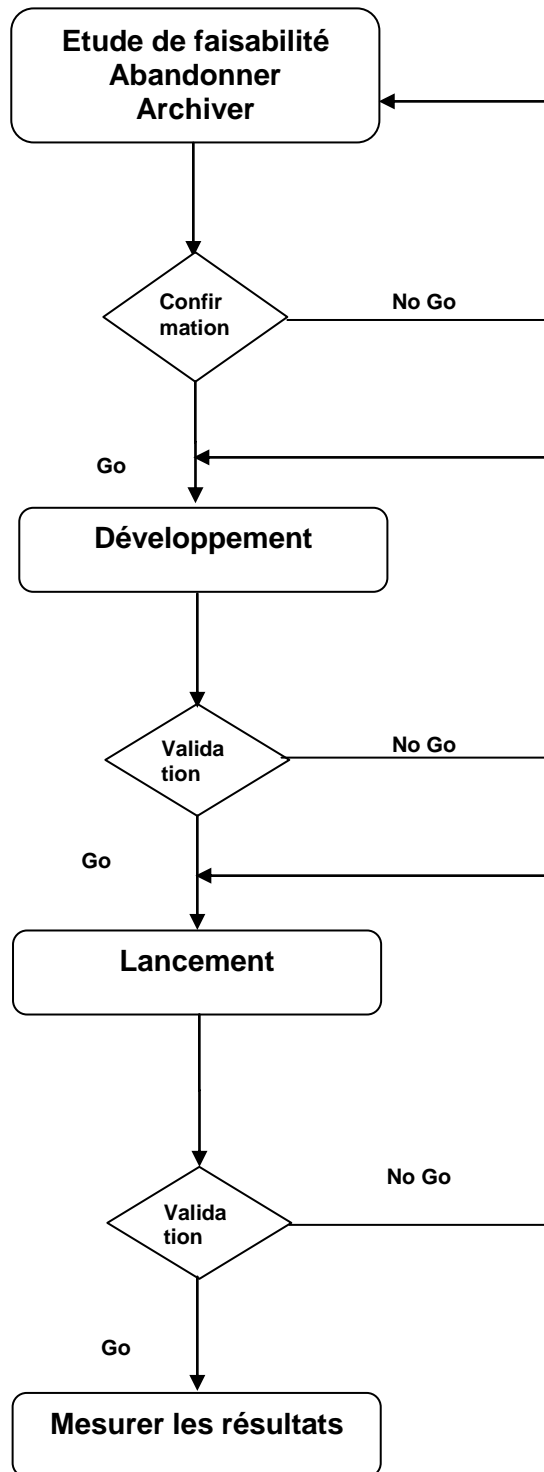 Etude de faisabilité
Abandonner
Archiver
Confir
mation
No Go
Go
Développement
Valida
tion
No Go
Go
Lancement
No Go
Valida
tion
Go
Mesurer les résultats